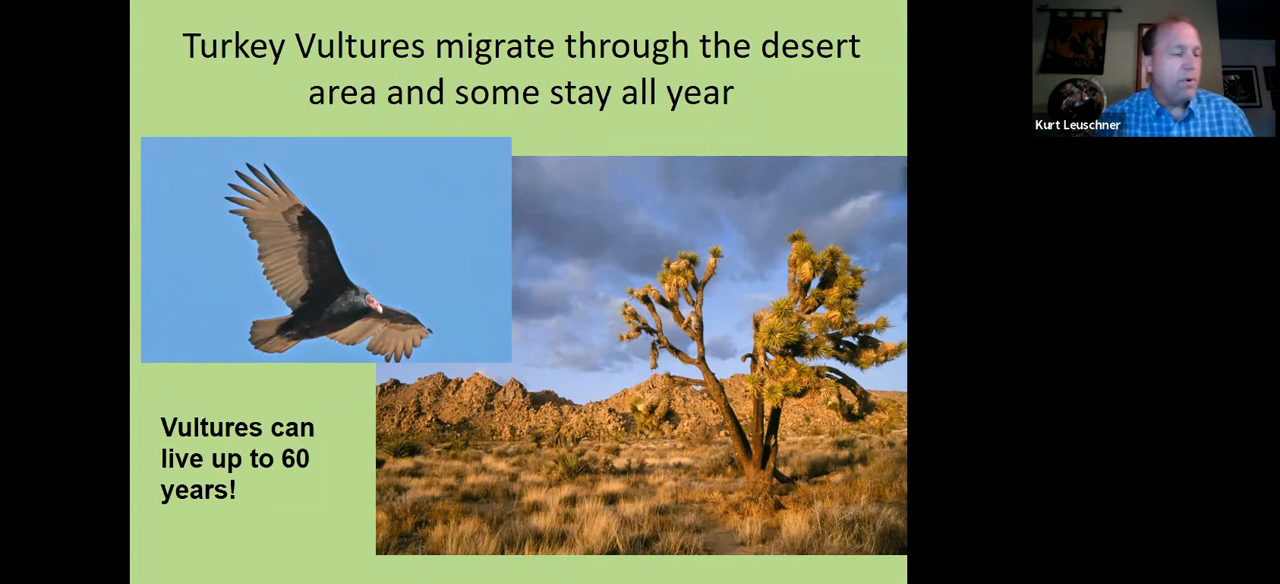 Turkey Vultures migrate through the desert
area and some stay all year
Kurt Leuschner
Vultures can
live up to 60
years!